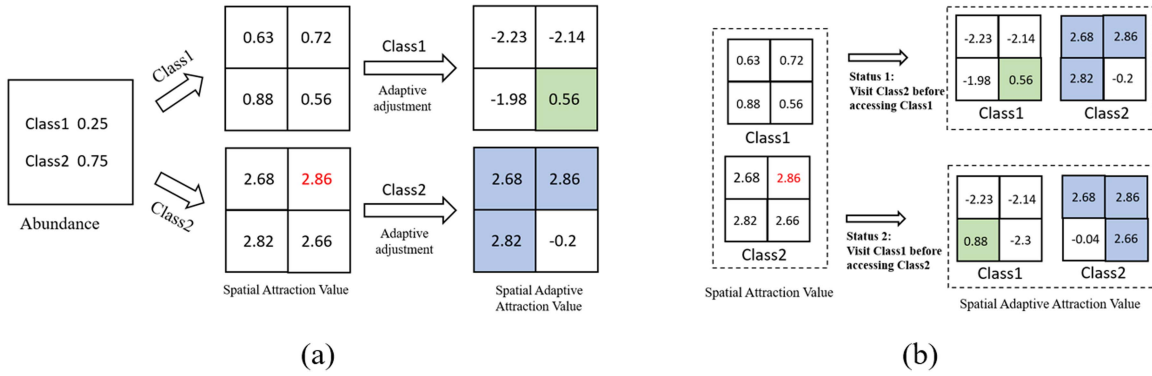 Class1 0.25
Class2 0.75
Abundance
Class1
Class2
0.63 0.72
0.88 0.56
2.68 2.86
2.82 2.66
Spatial Attraction Value
Class1
Adaptive
adjustment
Class2
Adaptive
adjustment
-2.23 -2.14
-1.98 0.56
2.68 2.86
2.82 -0.2
Spatial Adaptive
Attraction Value
(a)
0.63 0.72
0.88 0.56
Class1
2.68 2.86
2.82 2.66
Class2
Spatial Attraction Value
Status 1:
Visit Class2 before
accessing Class1
Status 2:
Visit Class1 before
accessing Class2
-2.23 -2.14
-1.98 0.56
Class1
2.68 2.86
2.82 -0.2
Class2
-2.23 -2.14
0.88 -2.3
Class1
2.68 2.86
-0.04 2.66
Class2
Spatial Adaptive Attraction Value
(b)